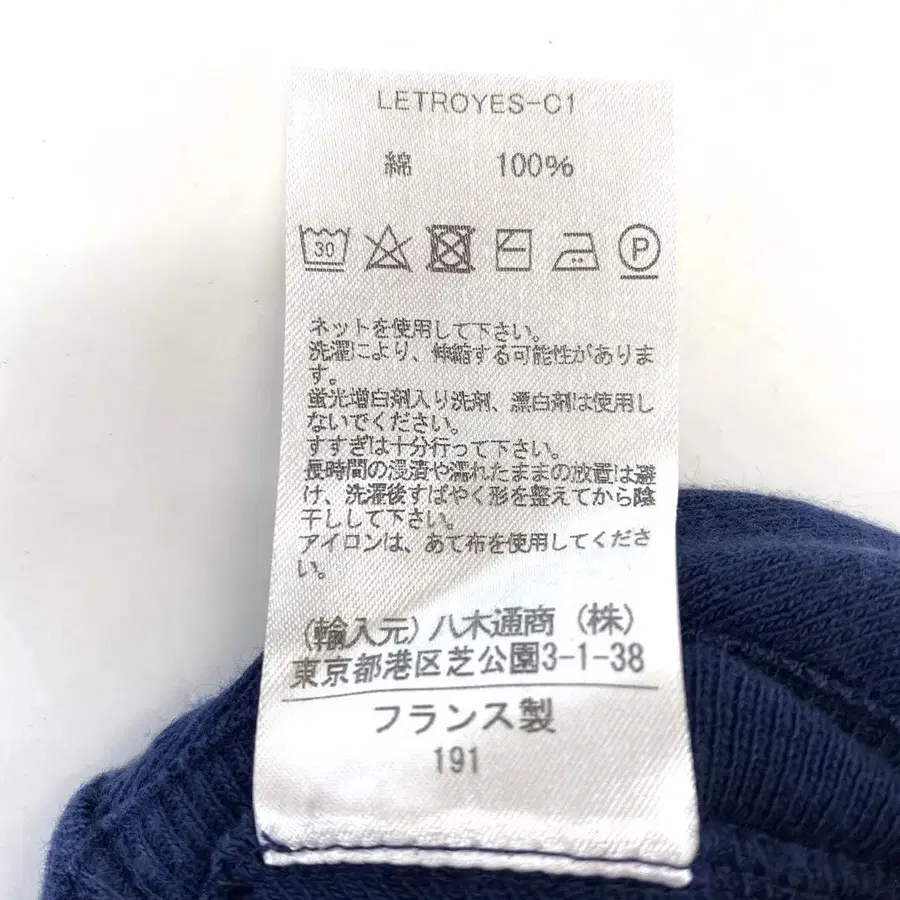 LETROYES-C1
綿 100%
30 P
ネットを使用して下さい。
洗濯により、伸縮する可能性がありま
す。
蛍光増白剤入り洗剤、漂白剤は使用し
ないでください。
すすぎは十分行って下さい。
長時間の浸漬や濡れたままの放置は避
け、洗濯後すばやく形を整えてから陰
干しして下さい。
アイロンは、あて布を使用してくださ
い。
(輸入元) 八木通商 (株)
東京都港区芝公園3-1-38
フランス製
191